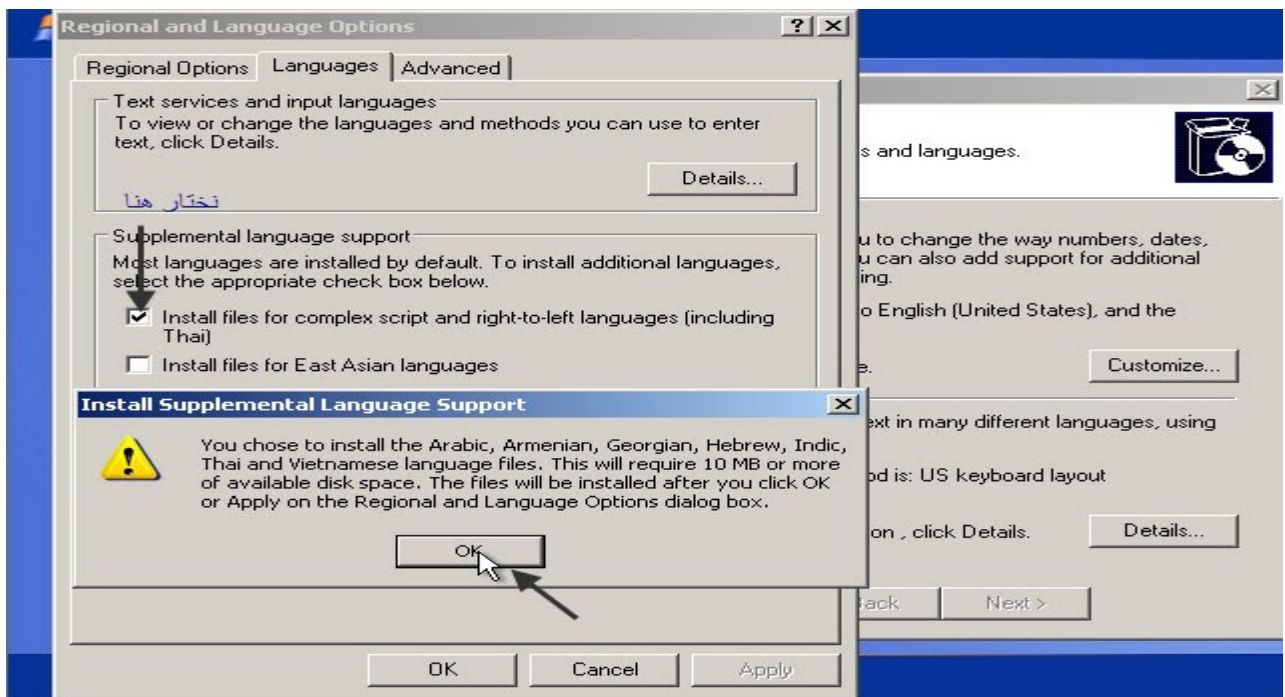 Regional and Language Options
Regional Options
Languages
Advanced
Text services and input languages
To view or change the languages and methods you can use to enter
text, click Details.
Details...
نختار هنا
Supplemental language support
Most languages are installed by default. To install additional languages,
select the appropriate check box below.
Install files for complex script and right-to-left languages (including
Thai)
Install files for East Asian languages
Install Supplemental Language Support
You chose to install the Arabic, Armenian, Georgian, Hebrew, Indic,
Thai and Vietnamese language files. This will require 10 MB or more
of available disk space. The files will be installed after you click OK
or Apply on the Regional and Language Options dialog box.
OK
OK
Cancel
Apply
s and languages.
u to change the way numbers, dates,
u can also add support for additional
ing.
o English (United States), and the
e.
Customize...
ext in many different languages, using
od is: US keyboard layout
on , click Details.
Details...
Back
Next >